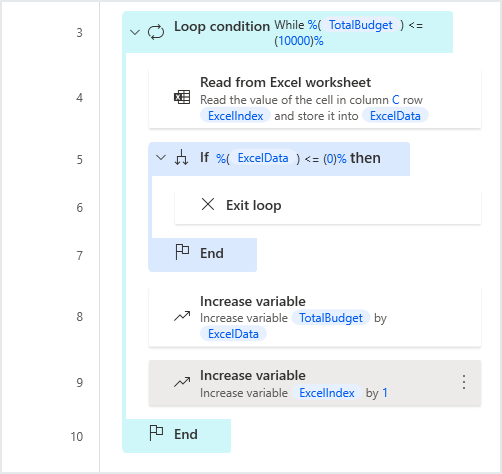 3 Loop condition While %( TotalBudget ) <=
(10000)%
4 Read from Excel worksheet
Read the value of the cell in column C row
ExcelIndex and store it into ExcelData
5 If %( ExcelData ) <= (0)% then
6 Exit loop
7 End
8 Increase variable
Increase variable TotalBudget by
ExcelData
9 Increase variable
Increase variable ExcelIndex by 1
10 End